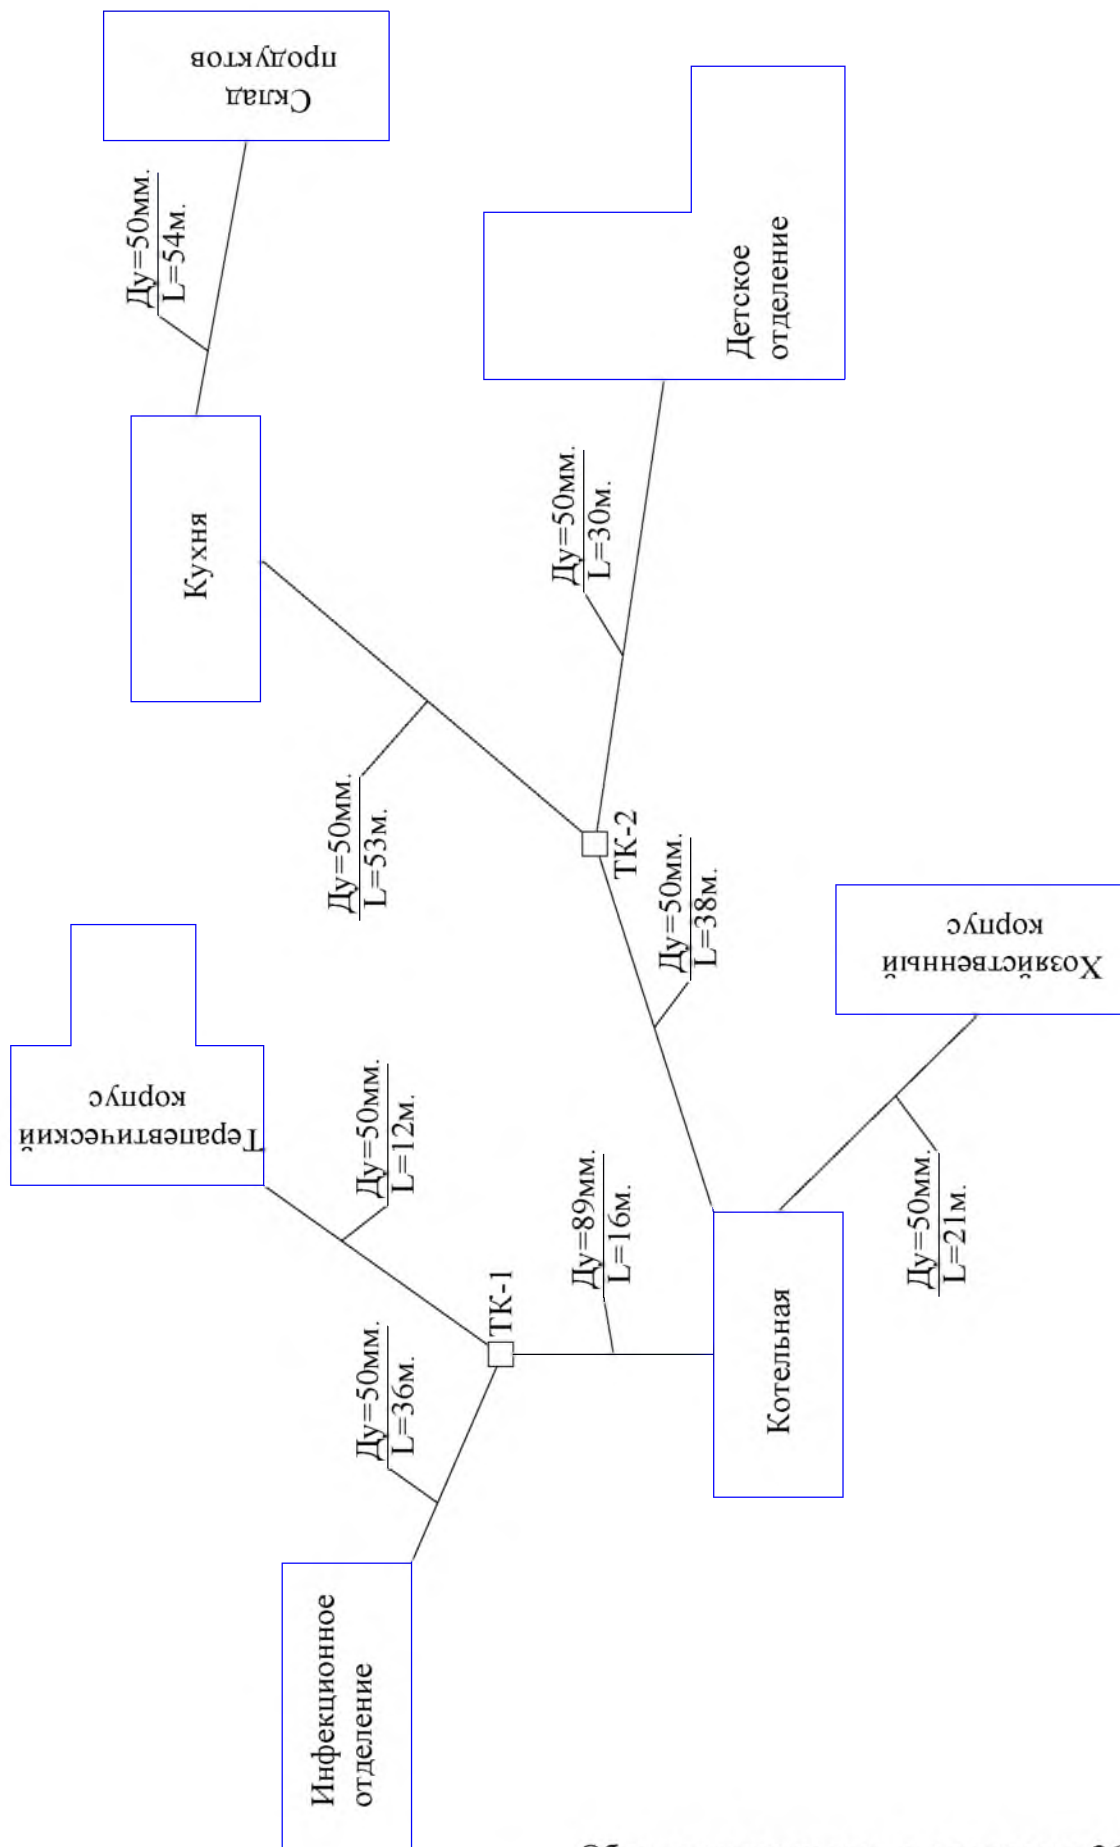 Склад
продуктов
Ду=50мм.
L=54м.
Кухня
Детское
отделение
Ду=50мм.
L=30м.
Ду=50мм.
L=53м.
ТК-2
Ду=50мм.
L=38м.
Хозяйственный
корпус
Терапевтический
корпус
Ду=50мм.
L=12м.
Ду=89мм.
L=16м.
Ду=50мм.
L=21м.
ТК-1
Ду=50мм.
L=36м.
Котельная
Инфекционное
отделение